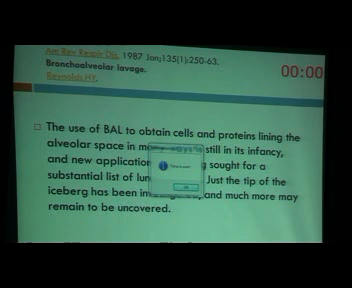 Am Rev Respir Dis. 1987 Jan;135(1):250-63.
Bronchoalveolar lavage.
Reynolds HY.
00:00
The use of BAL to obtain cells and proteins lining the
alveolar space in still in its infancy,
and new application sought for a
substantial list of Just the tip of the
iceberg has been and much more may
remain to be uncovered.